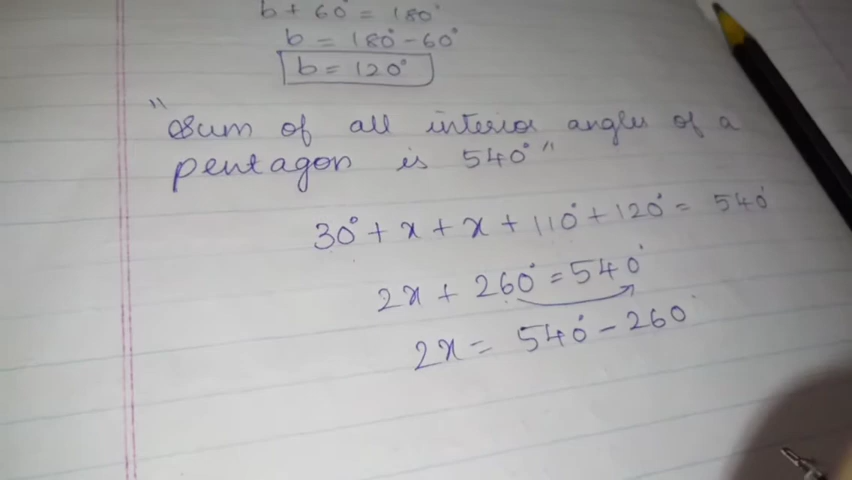 b + 60° = 180°
b = 180° - 60°
b = 120°
"Sum of all interior angles of a
pentagon is 540°"
30° + x + x + 110° + 120° = 540°
2x + 260° = 540°
2x = 540° - 260°